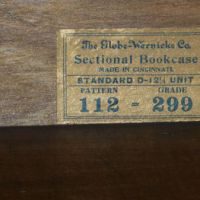 The Globe-Wernicke Co.
Sectional Bookcase
MADE IN CINCINNATI
STANDARD D-12¼ UNIT
PATTERN GRADE
112 - 299